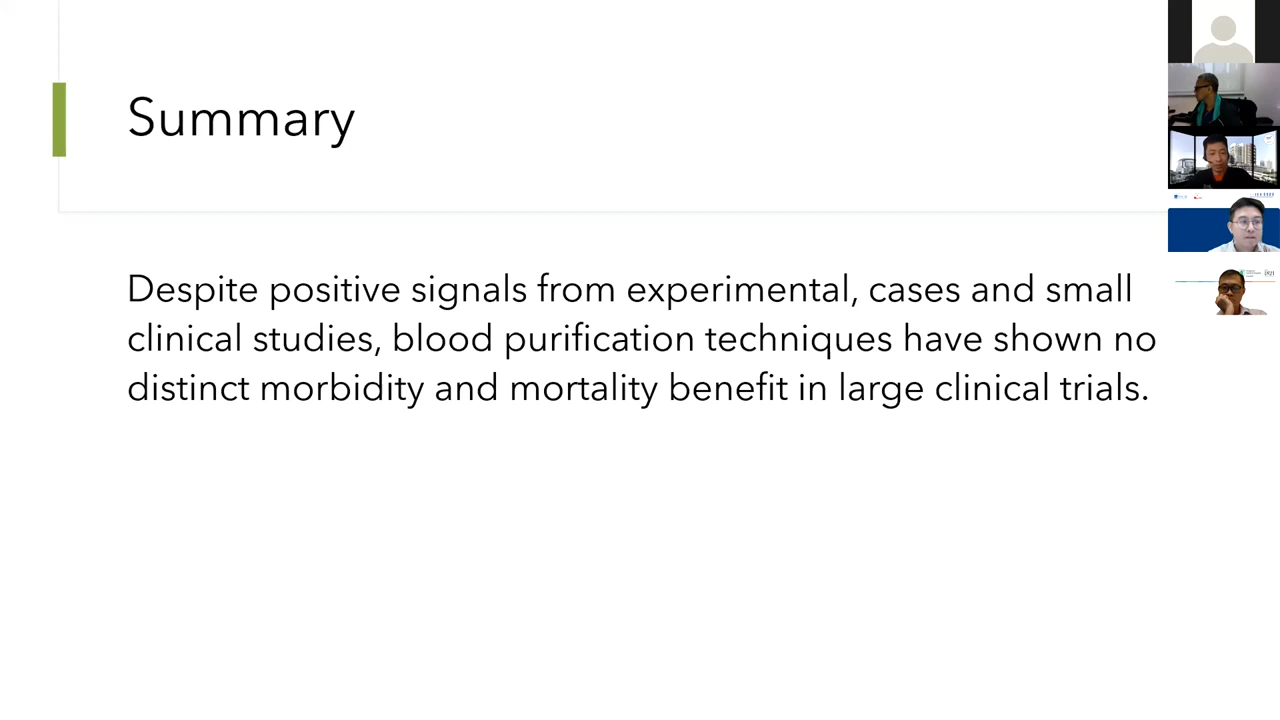 Summary
Despite positive signals from experimental, cases and small
clinical studies, blood purification techniques have shown no
distinct morbidity and mortality benefit in large clinical trials.